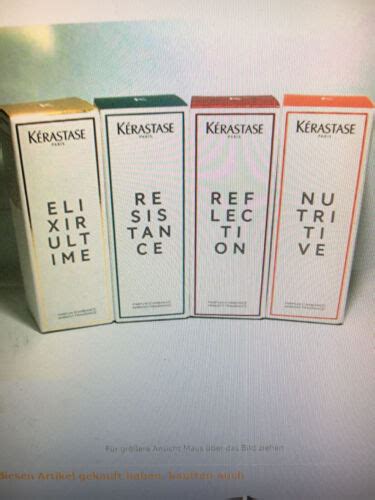 KÉRASTASE
PARIS
ELI
XIR
ULT
IME
KÉRASTASE
PARIS
RE
SIS
TAN
CE
KÉRASTASE
PARIS
REF
LEC
TI
ON
KÉRASTASE
PARIS
NU
TRI
TI
VE
Für größere Ansicht Maus über das Bild ziehen
diesen Artikel gekauft haben, kauften auch